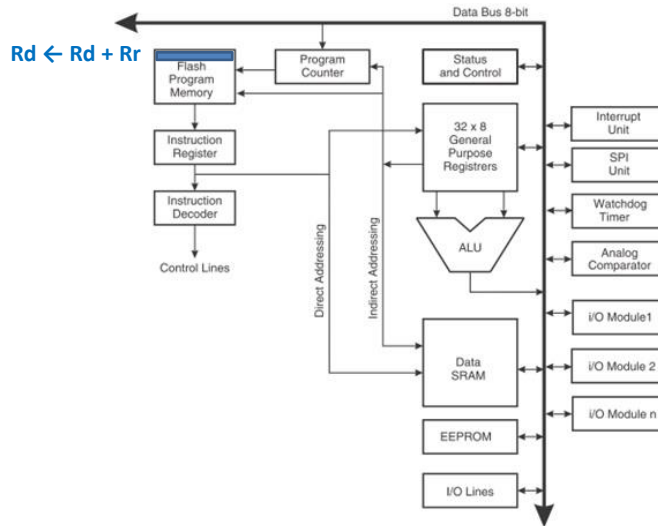 Data Bus 8-bit
Rd ← Rd + Rr
Flash
Program
Memory
Program
Counter
Status
and Control
Instruction
Register
32 x 8
General
Purpose
Registrers
Interrupt
Unit
SPI
Unit
Instruction
Decoder
Watchdog
Timer
ALU
Analog
Comparator
Control Lines
Direct Addressing
Indirect Addressing
i/O Module1
Data
SRAM
i/O Module 2
i/O Module n
EEPROM
I/O Lines